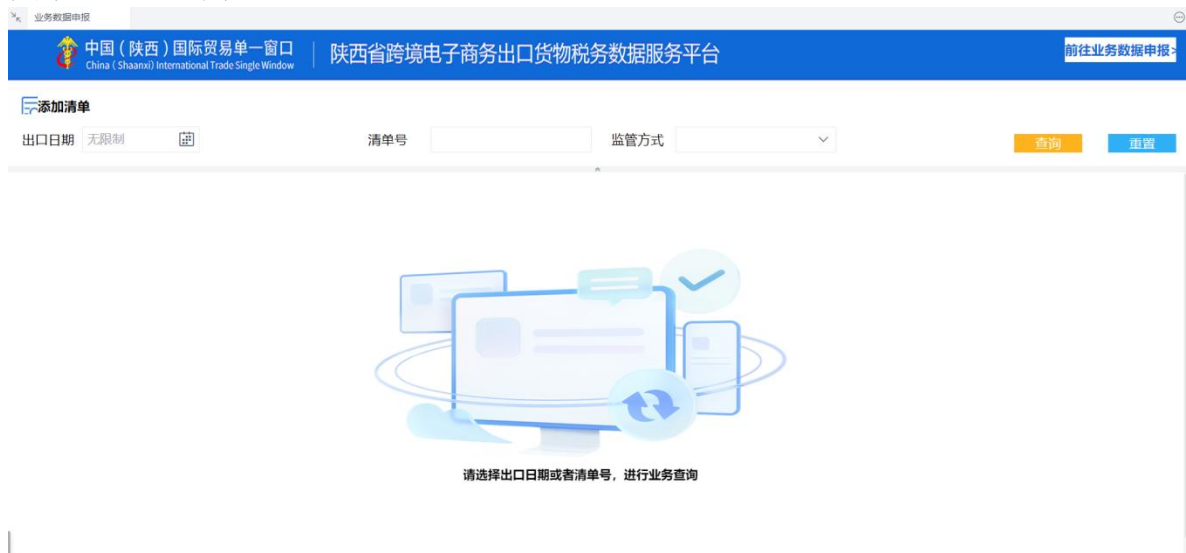 业务数据申报
中国（陕西）国际贸易单一窗口
China ( Shaanxi) International Trade Single Window
陕西省跨境电子商务出口货物税务数据服务平台
前往业务数据申报>
添加清单
出口日期 无限制 清单号 监管方式 查询 重置
请选择出口日期或者清单号，进行业务查询